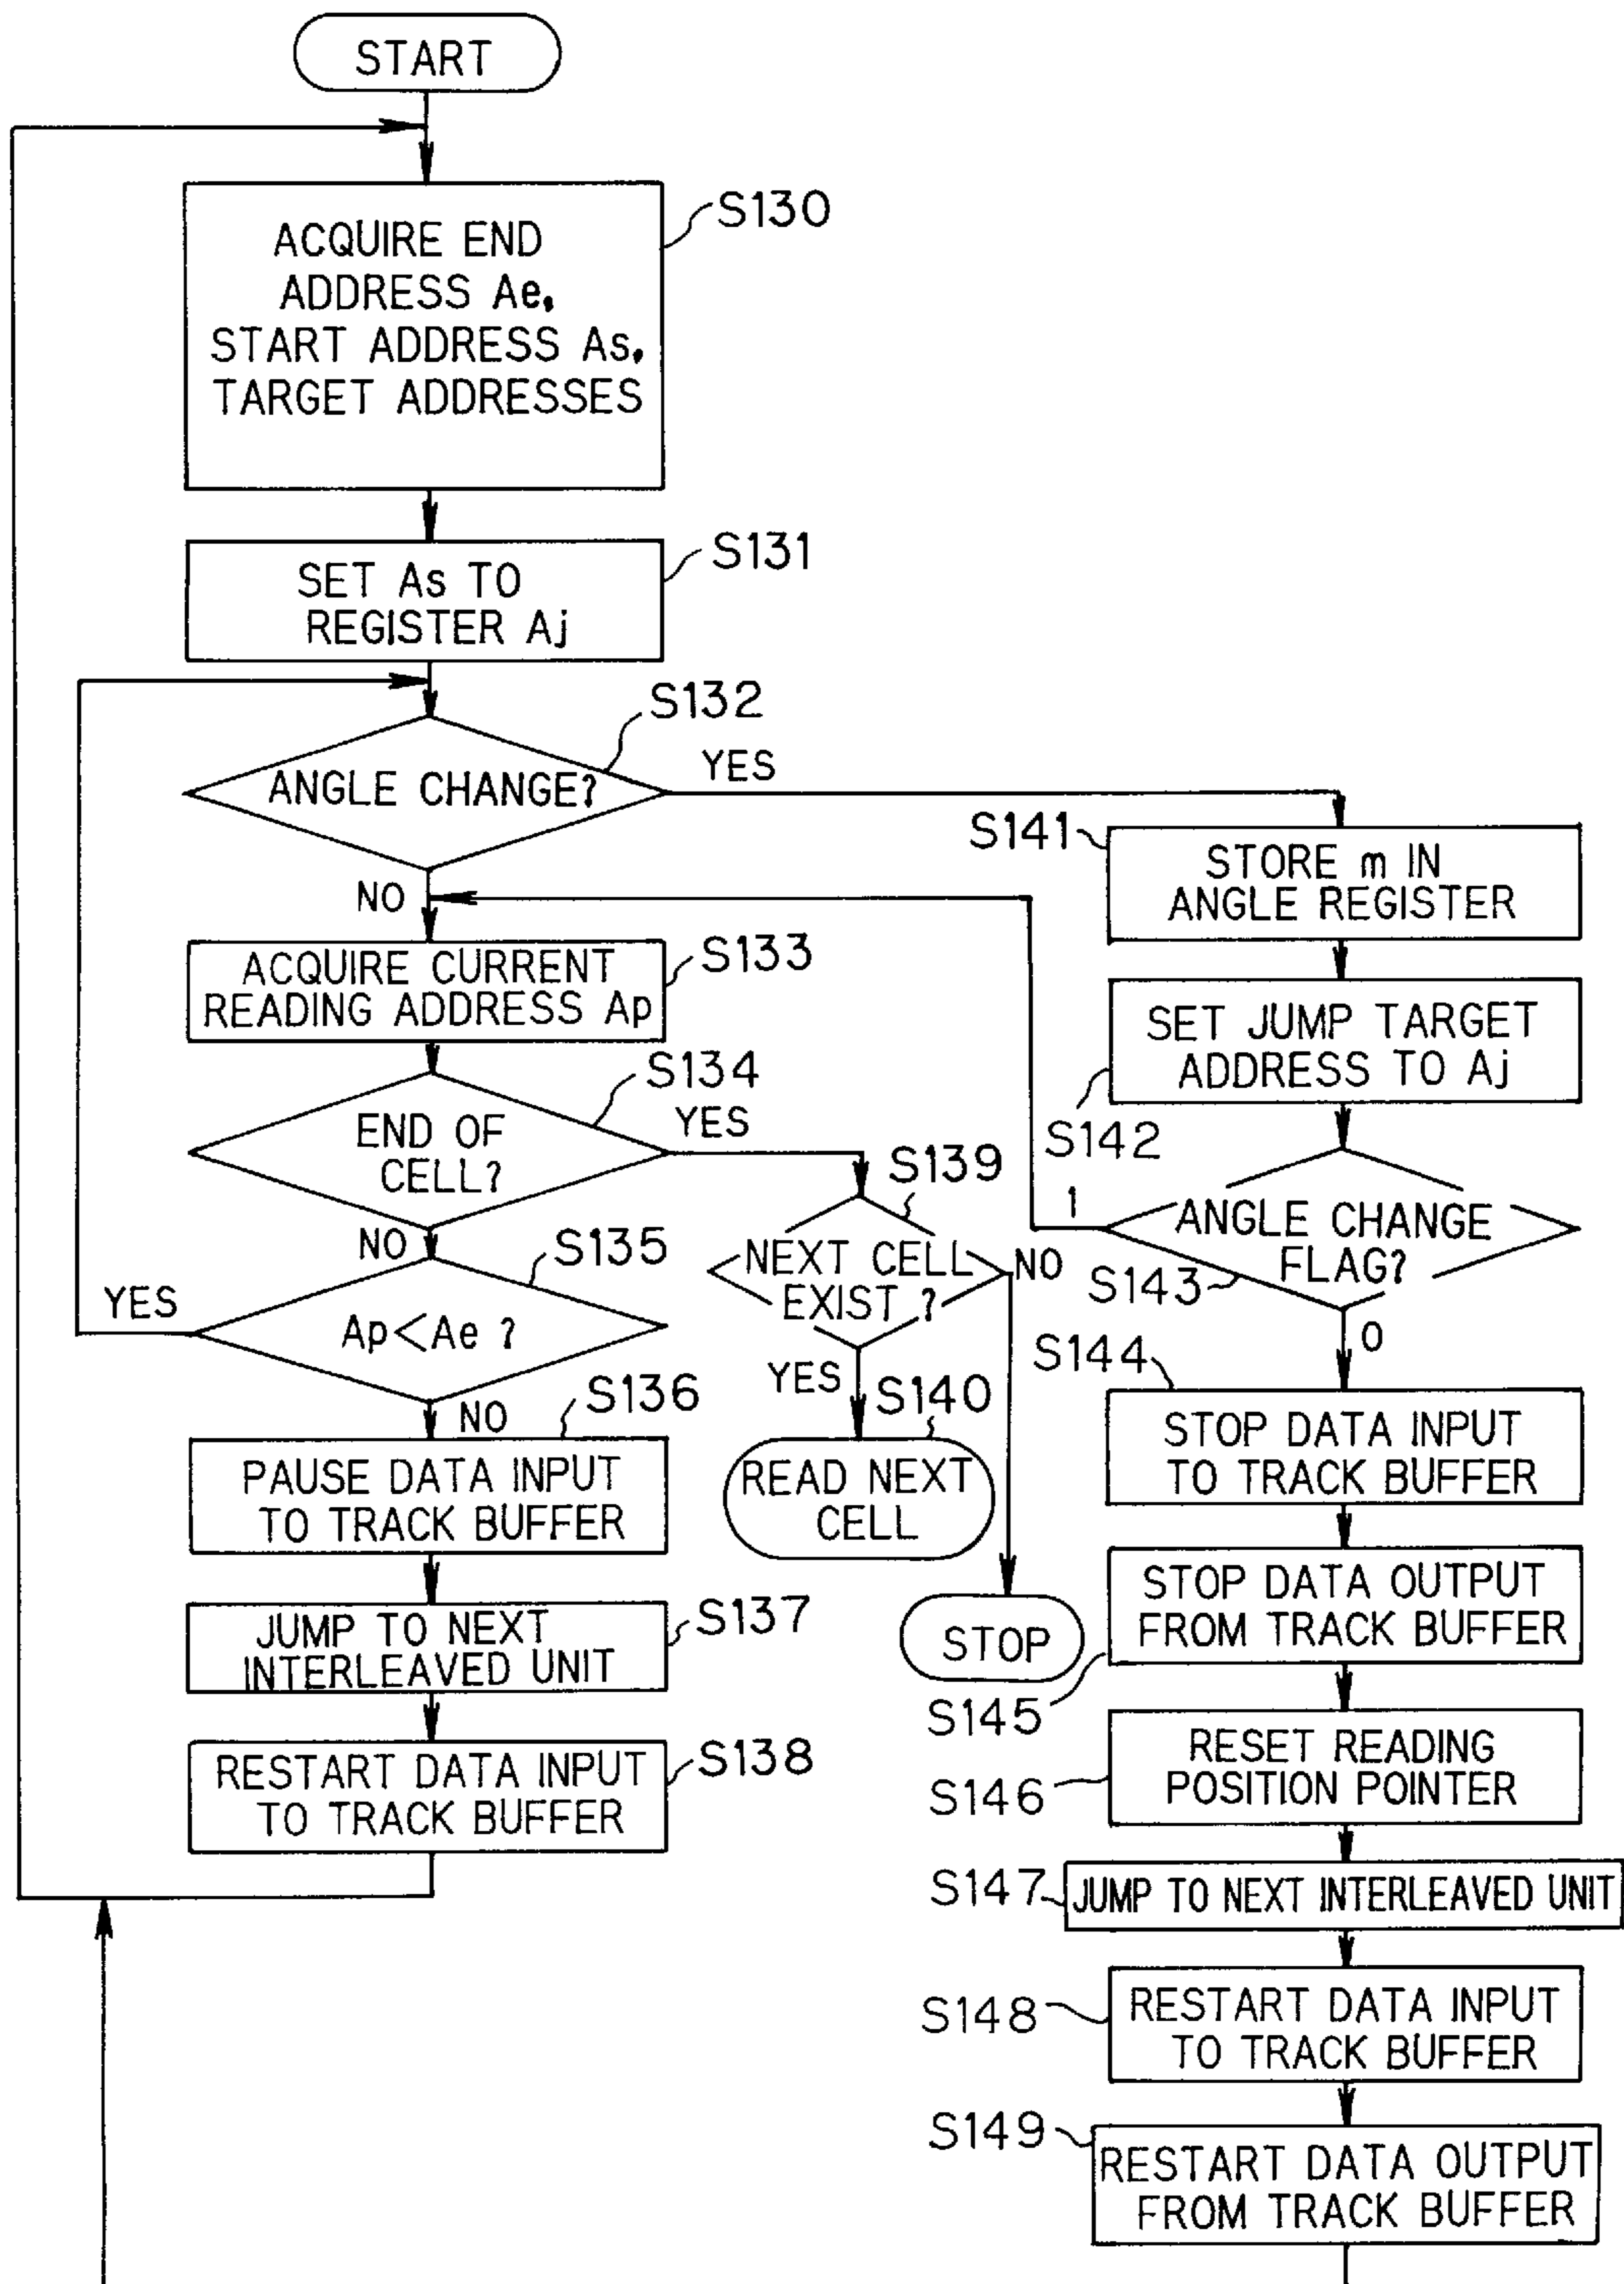 START
S130
ACQUIRE END
ADDRESS Ae,
START ADDRESS As,
TARGET ADDRESSES
S131
SET As TO
REGISTER Aj
S132
ANGLE CHANGE?
YES
NO
S133
ACQUIRE CURRENT
READING ADDRESS Ap
S134
END OF
CELL?
YES
NO
S135
Ap<Ae ?
YES
NO
S136
PAUSE DATA INPUT
TO TRACK BUFFER
S137
JUMP TO NEXT
INTERLEAVED UNIT
S138
RESTART DATA INPUT
TO TRACK BUFFER
S139
NEXT CELL
EXIST ?
NO
YES
S140
READ NEXT
CELL
STOP
S141
STORE m IN
ANGLE REGISTER
SET JUMP TARGET
ADDRESS TO Aj
S142
1
ANGLE CHANGE
FLAG?
S143
0
S144
STOP DATA INPUT
TO TRACK BUFFER
STOP DATA OUTPUT
FROM TRACK BUFFER
S145
RESET READING
POSITION POINTER
S146
S147
JUMP TO NEXT INTERLEAVED UNIT
S148
RESTART DATA INPUT
TO TRACK BUFFER
S149
RESTART DATA OUTPUT
FROM TRACK BUFFER